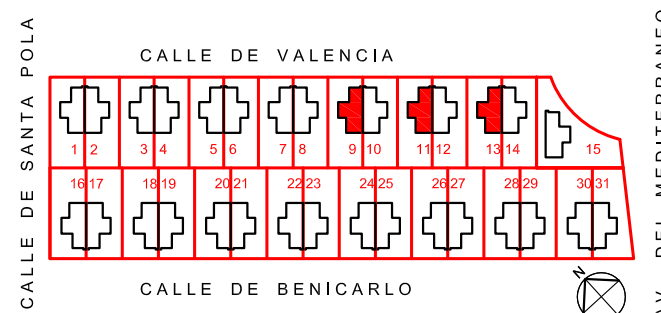 CALLE DE VALENCIA
CALLE DE SANTA POLA
1 2 3 4 5 6 7 8 9 10 11 12 13 14 15
16 17 18 19 20 21 22 23 24 25 26 27 28 29 30 31
CALLE DE BENICARLO
N
DEL MEDITERRANEO